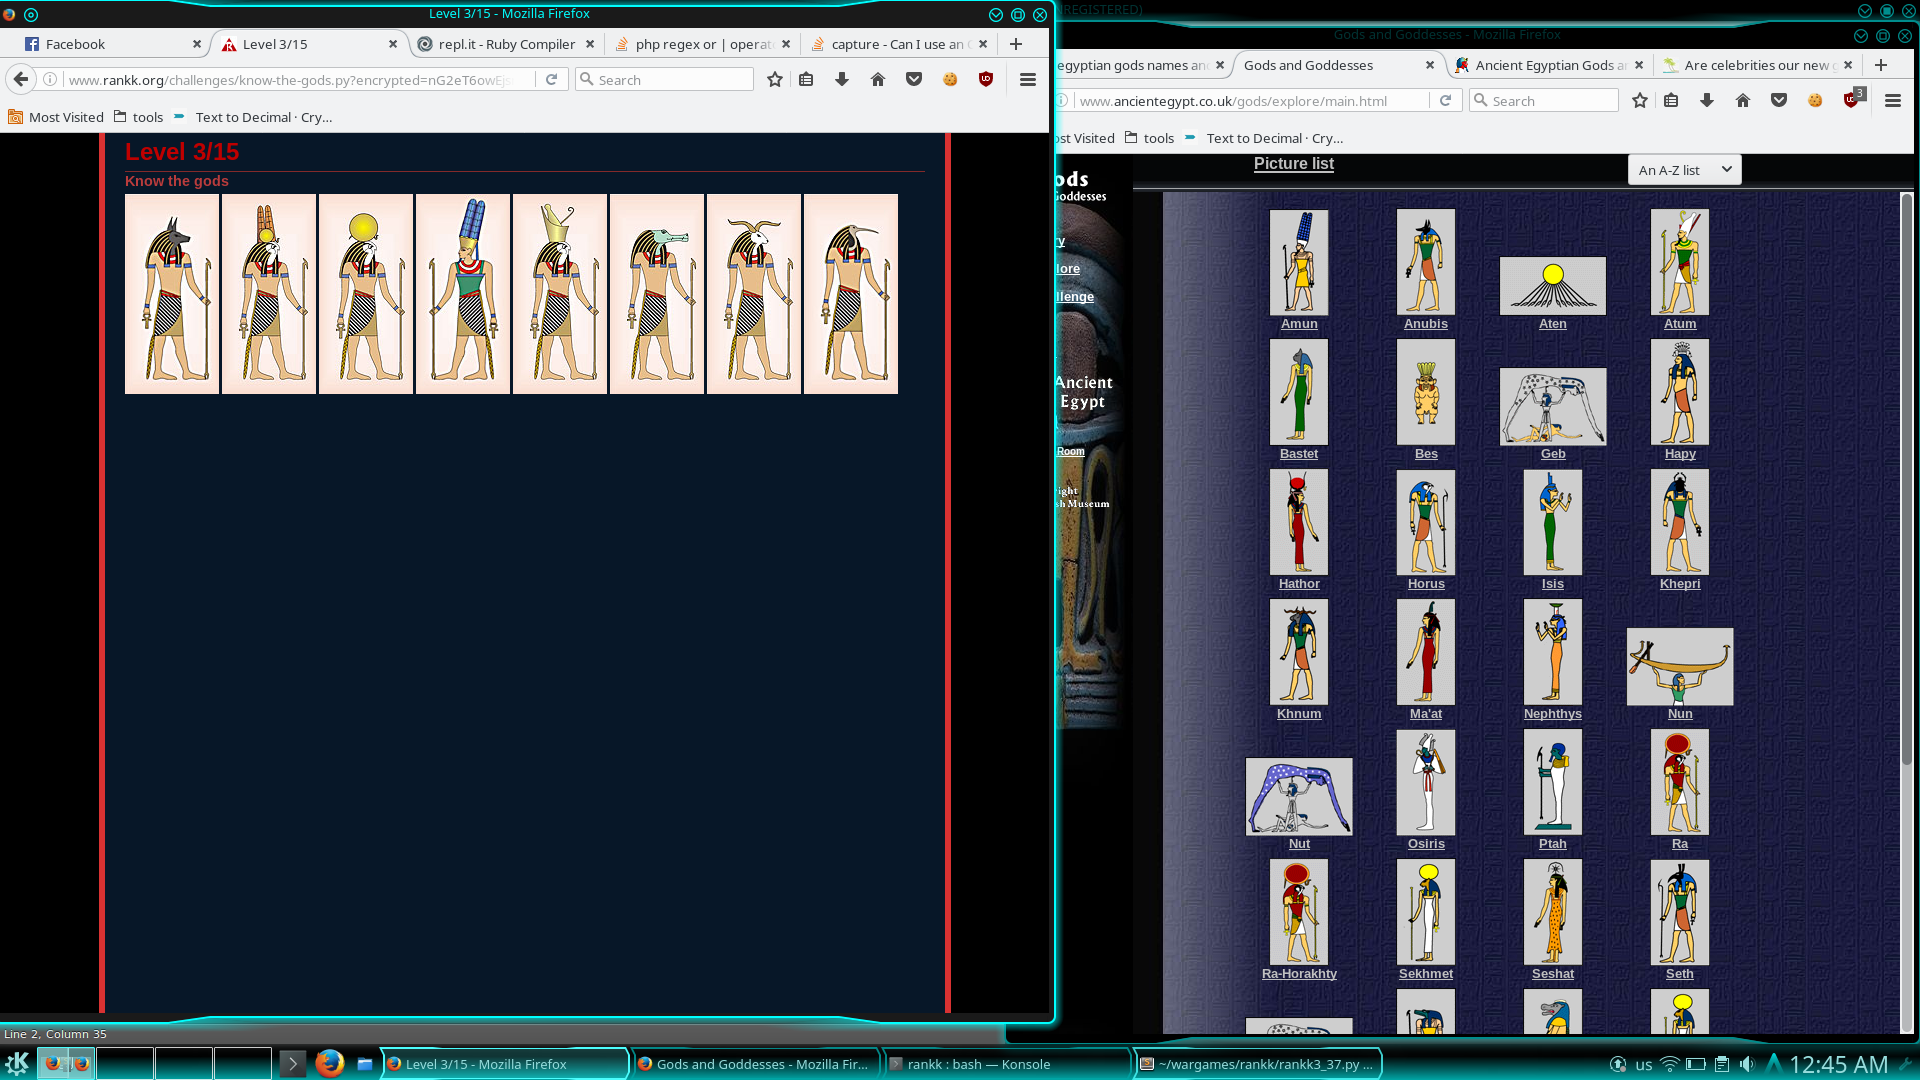 Level 3/15 - Mozilla Firefox
Facebook
Level 3/15
repl.it - Ruby Compiler
php regex or | operat
capture - Can I use an
www.rankk.org/challenges/know-the-gods.py?encrypted=nG2eT6owEjs
Search
Most Visited
tools
Text to Decimal · Cry...
Level 3/15
Know the gods
REGISTERED)
Gods and Goddesses - Mozilla Firefox
egyptian gods names an
Gods and Goddesses
Ancient Egyptian Gods a
Are celebrities our new g
www.ancientegypt.co.uk/gods/explore/main.html
Search
3
ost Visited
tools
Text to Decimal · Cry...
Picture list
An A-Z list
ods
Goddesses
ry
lore
llenge
Ancient
Egypt
Room
ight
sh Museum
Amun
Anubis
Aten
Atum
Bastet
Bes
Geb
Hapy
Hathor
Horus
Isis
Khepri
Khnum
Ma'at
Nephthys
Nun
Nut
Osiris
Ptah
Ra
Ra-Horakhty
Sekhmet
Seshat
Seth
Line 2, Column 35
Level 3/15 - Mozilla Firefox
Gods and Goddesses - Mozilla Fir...
rankk : bash — Konsole
~/wargames/rankk/rankk3_37.py ...
us
12:45 AM